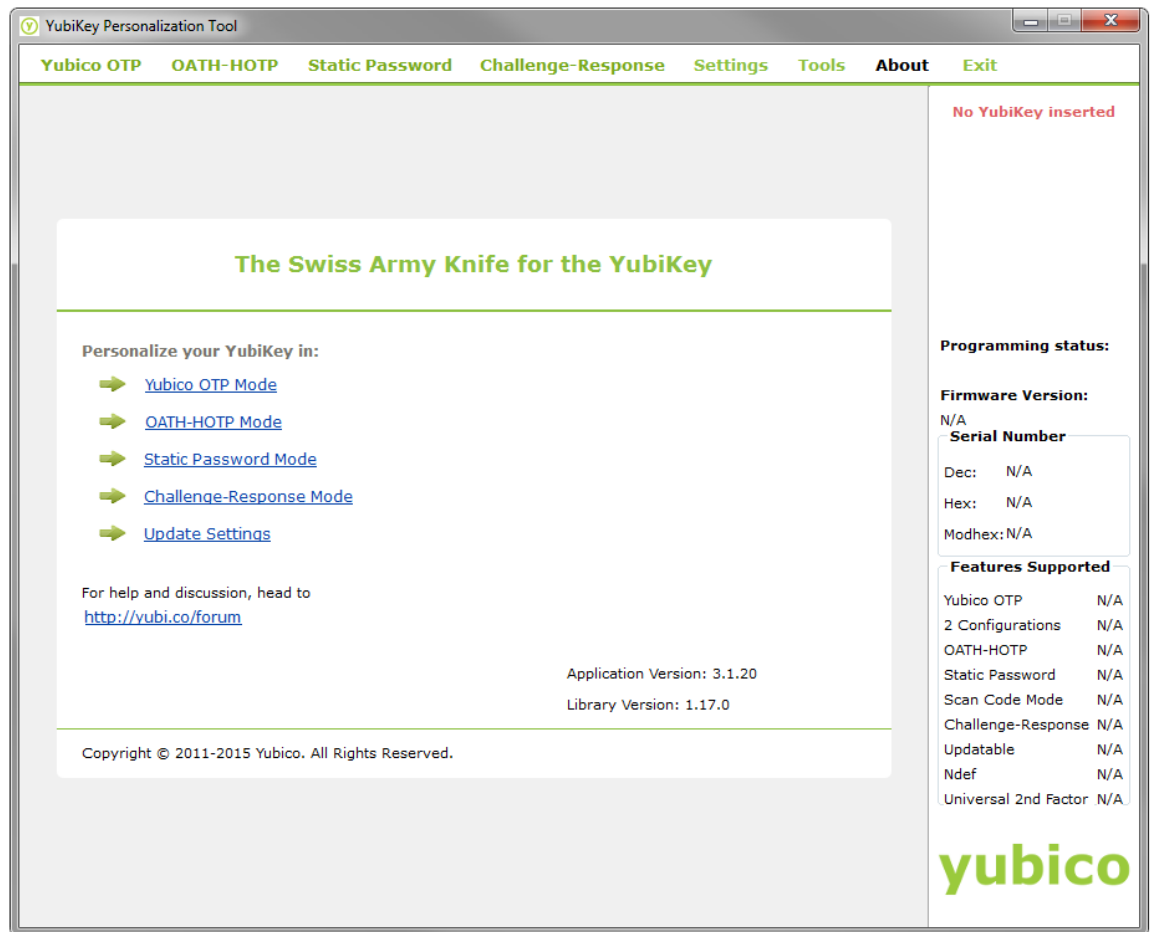 YubiKey Personalization Tool
Yubico OTP OATH-HOTP Static Password Challenge-Response Settings Tools About Exit
No YubiKey inserted
The Swiss Army Knife for the YubiKey
Personalize your YubiKey in:
Yubico OTP Mode
OATH-HOTP Mode
Static Password Mode
Challenge-Response Mode
Update Settings
For help and discussion, head to
http://yubi.co/forum
Application Version: 3.1.20
Library Version: 1.17.0
Copyright © 2011-2015 Yubico. All Rights Reserved.
Programming status:
Firmware Version:
N/A
Serial Number
Dec: N/A
Hex: N/A
Modhex: N/A
Features Supported
Yubico OTP N/A
2 Configurations N/A
OATH-HOTP N/A
Static Password N/A
Scan Code Mode N/A
Challenge-Response N/A
Updatable N/A
Ndef N/A
Universal 2nd Factor N/A
yubico